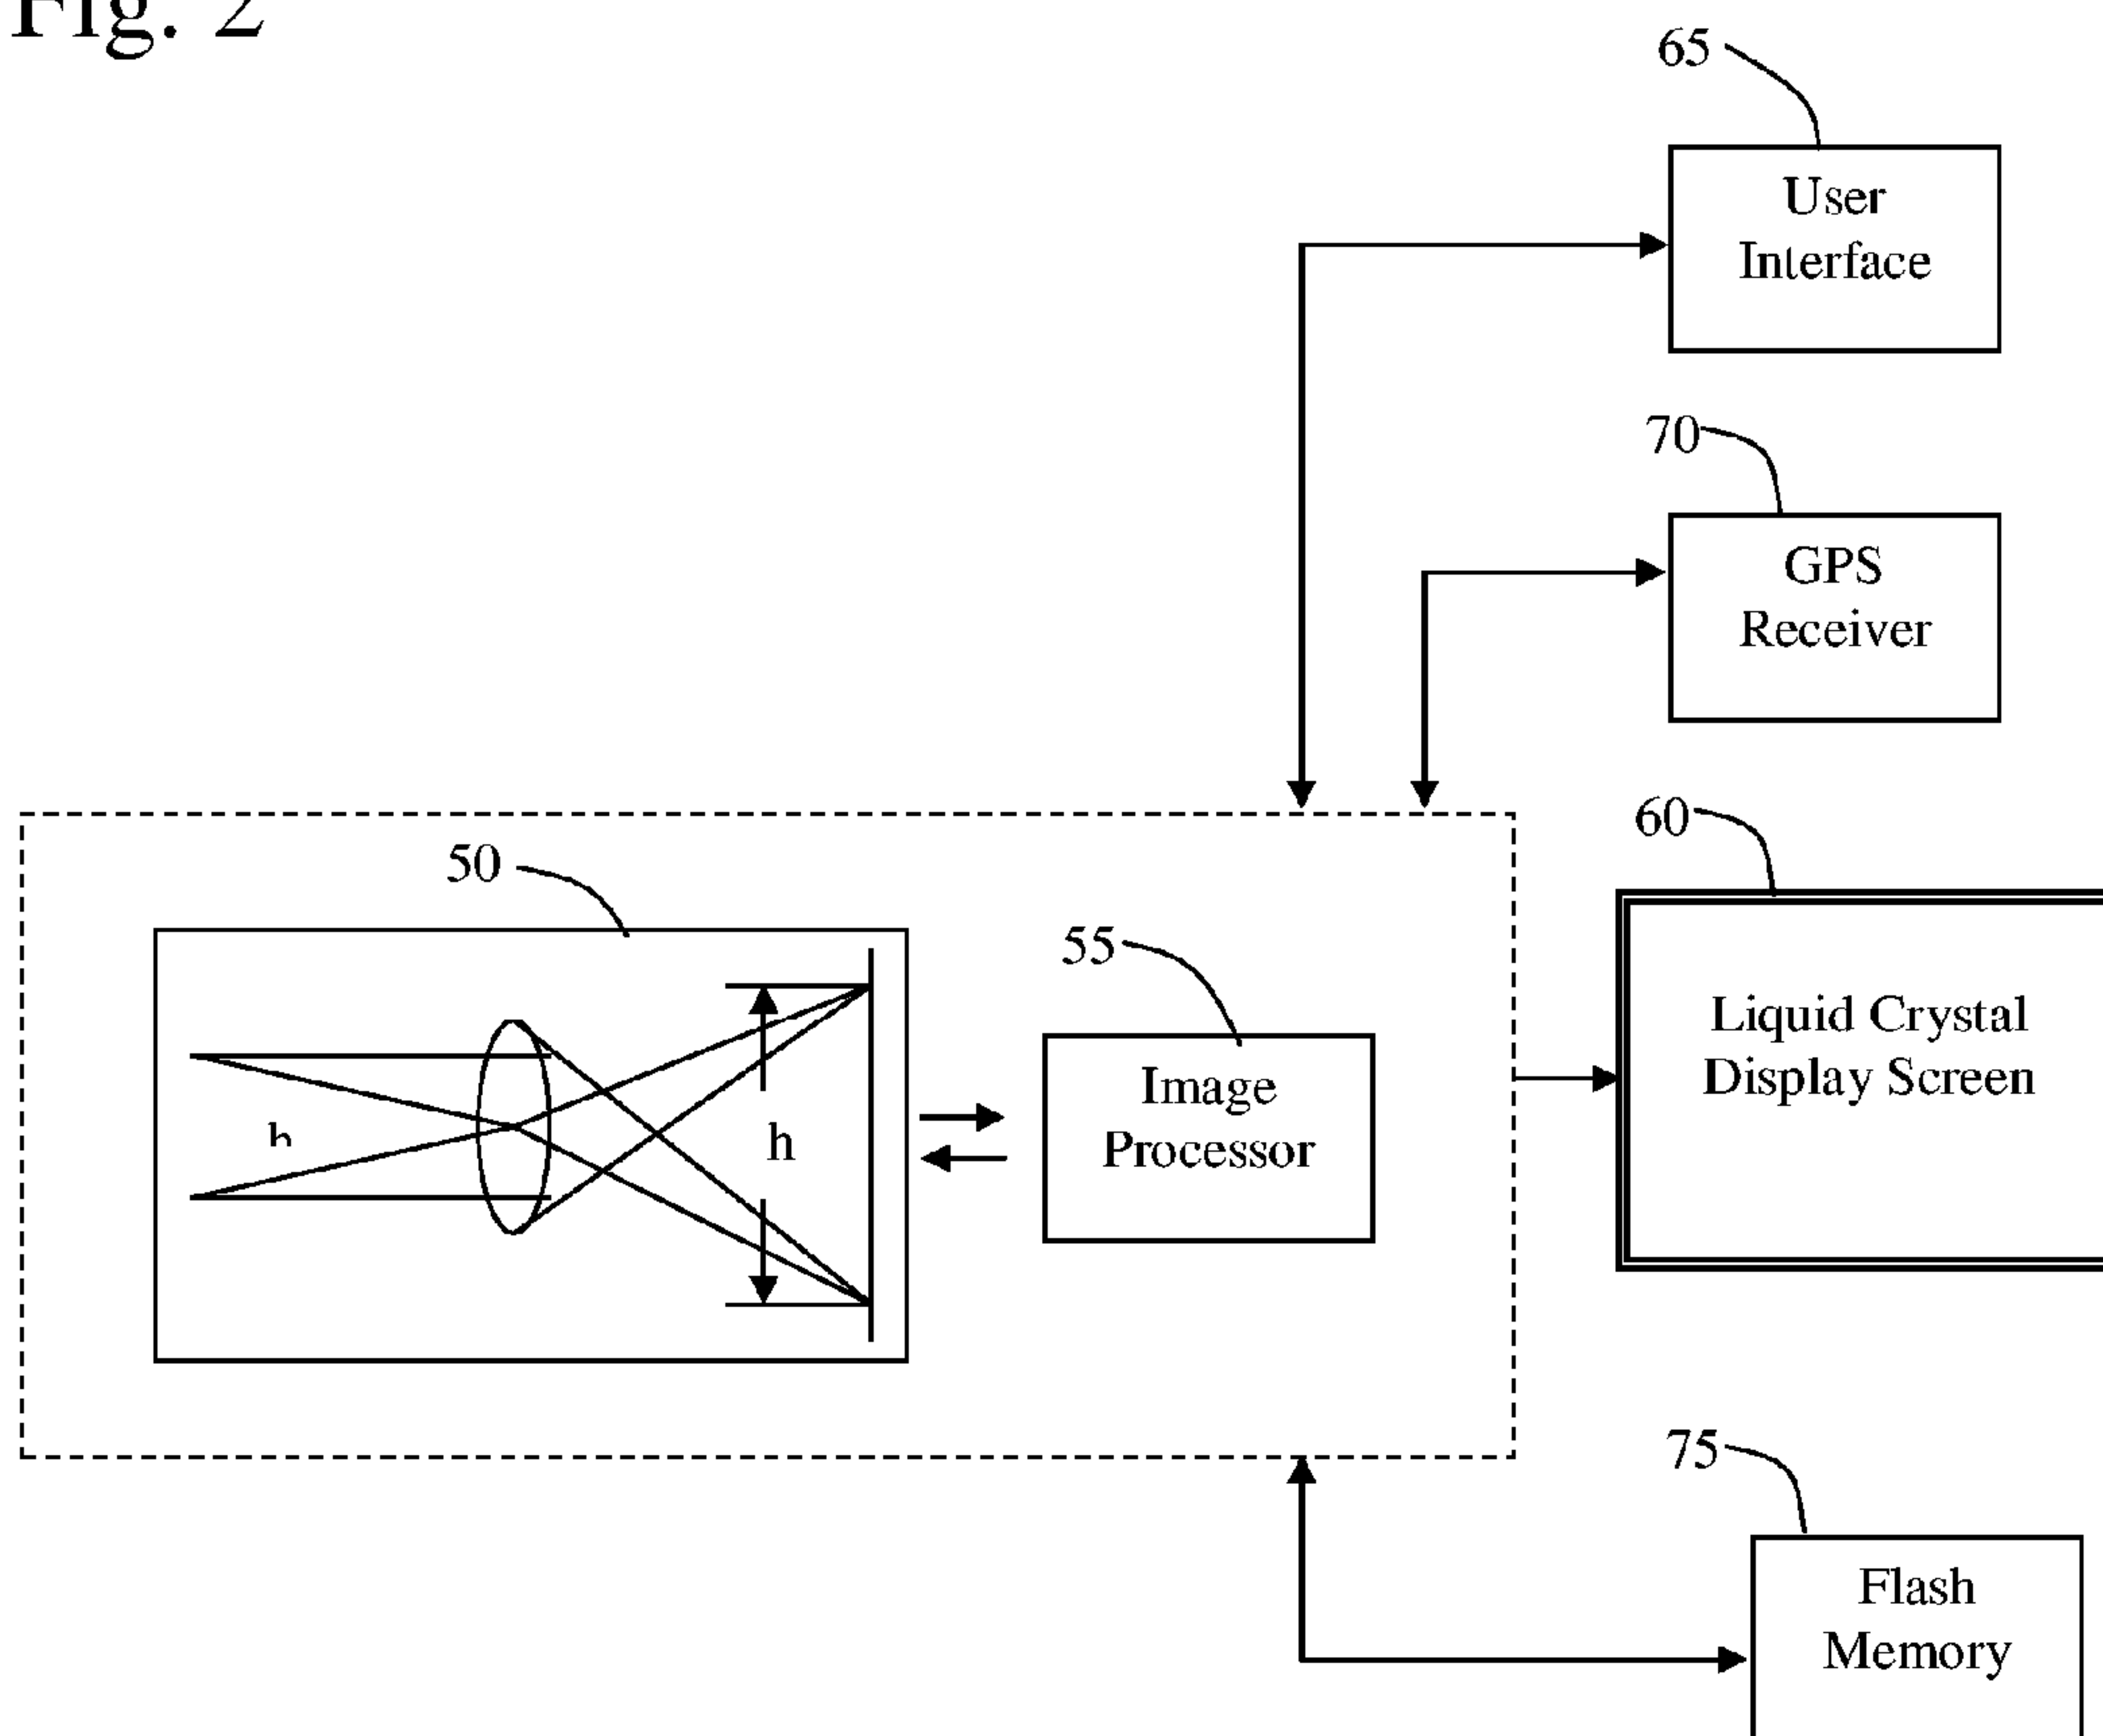 Fig. 2
65
User
Interface
70
GPS
Receiver
60
50
55
Liquid Crystal
Display Screen
Image
Processor
h
h
75
Flash
Memory